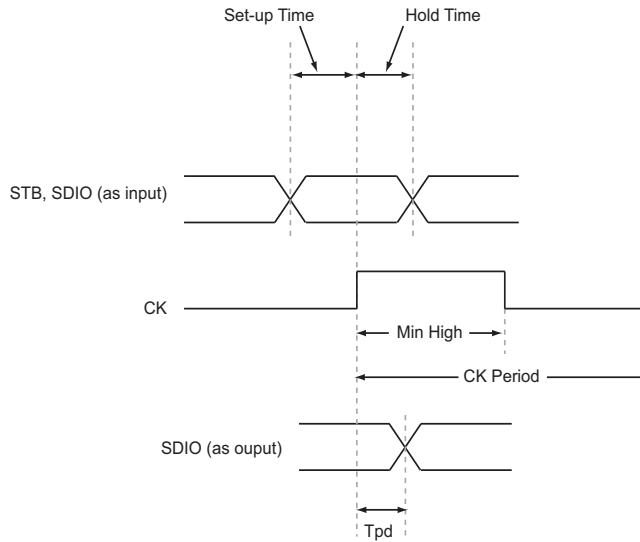 Set-up Time
Hold Time
STB, SDIO (as input)
CK
Min High
CK Period
SDIO (as ouput)
Tpd